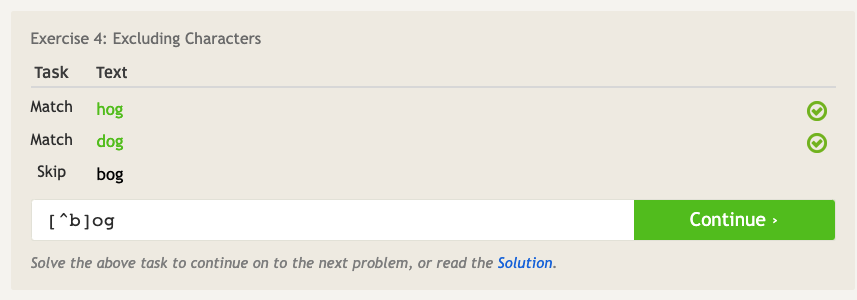 Exercise 4: Excluding Characters
Task Text
Match hog
Match dog
Skip bog
[^b]og
Continue ›
Solve the above task to continue on to the next problem, or read the Solution.